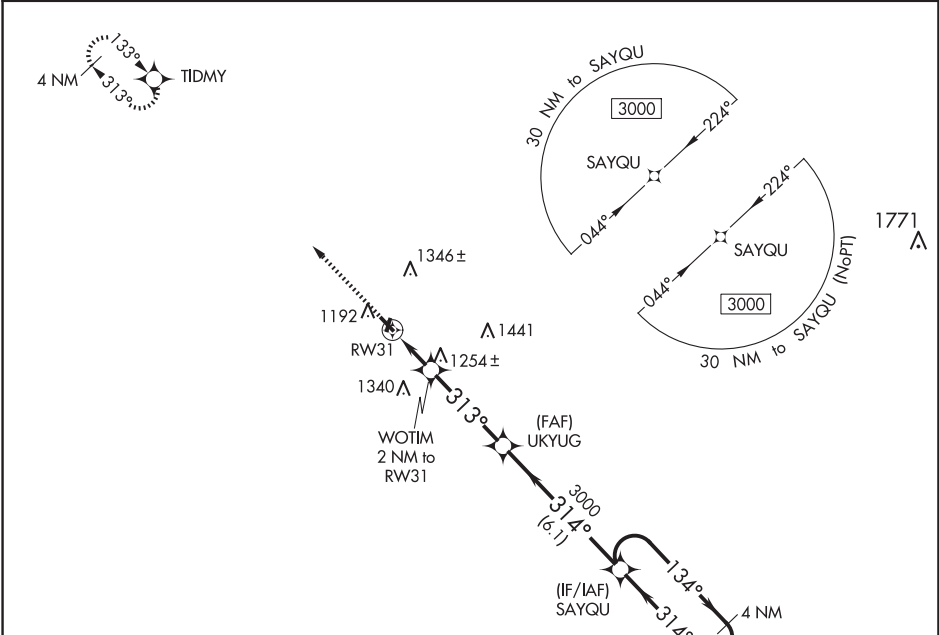 133°
4 NM
313°
TIDMY
30 NM to SAYQU
3000
224°
SAYQU
044°
224°
SAYQU
044°
3000
30 NM to SAYQU (NoPT)
1771
1346±
1192
RW31
1441
1254±
1340
313°
WOTIM
2 NM to
RW31
(FAF)
UKYUG
3000
314°
(6.1)
(IF/IAF)
SAYQU
134°
4 NM
314°